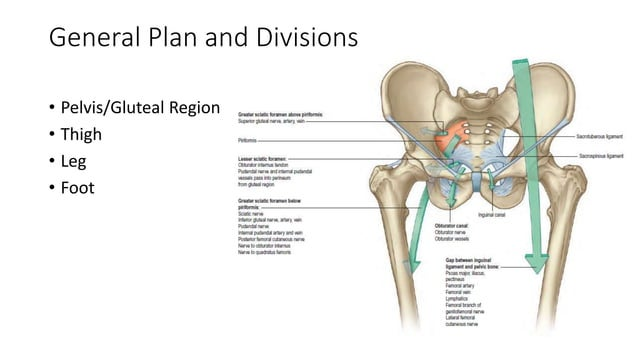 General Plan and Divisions
• Pelvis/Gluteal Region
• Thigh
• Leg
• Foot
Greater sciatic foramen above piriformis:
Superior gluteal nerve, artery, vein
Piriformis
Lesser sciatic foramen:
Obturator internus tendon
Pudendal nerve and internal pudendal
vessels pass into perineum
from gluteal region
Greater sciatic foramen below
piriformis:
Sciatic nerve
Inferior gluteal nerve, artery, vein
Pudendal nerve
Internal pudendal artery and vein
Posterior femoral cutaneous nerve
Nerve to obturator internus
Nerve to quadratus femoris
Sacrotuberous ligament
Sacrospinous ligament
Inguinal canal
Obturator canal:
Obturator nerve
Obturator vessels
Gap between inguinal
ligament and pelvic bone:
Psoas major, iliacus,
pectineus
Femoral artery
Femoral vein
Lymphatics
Femoral branch of
genitofemoral nerve
Lateral femoral
cutaneous nerve